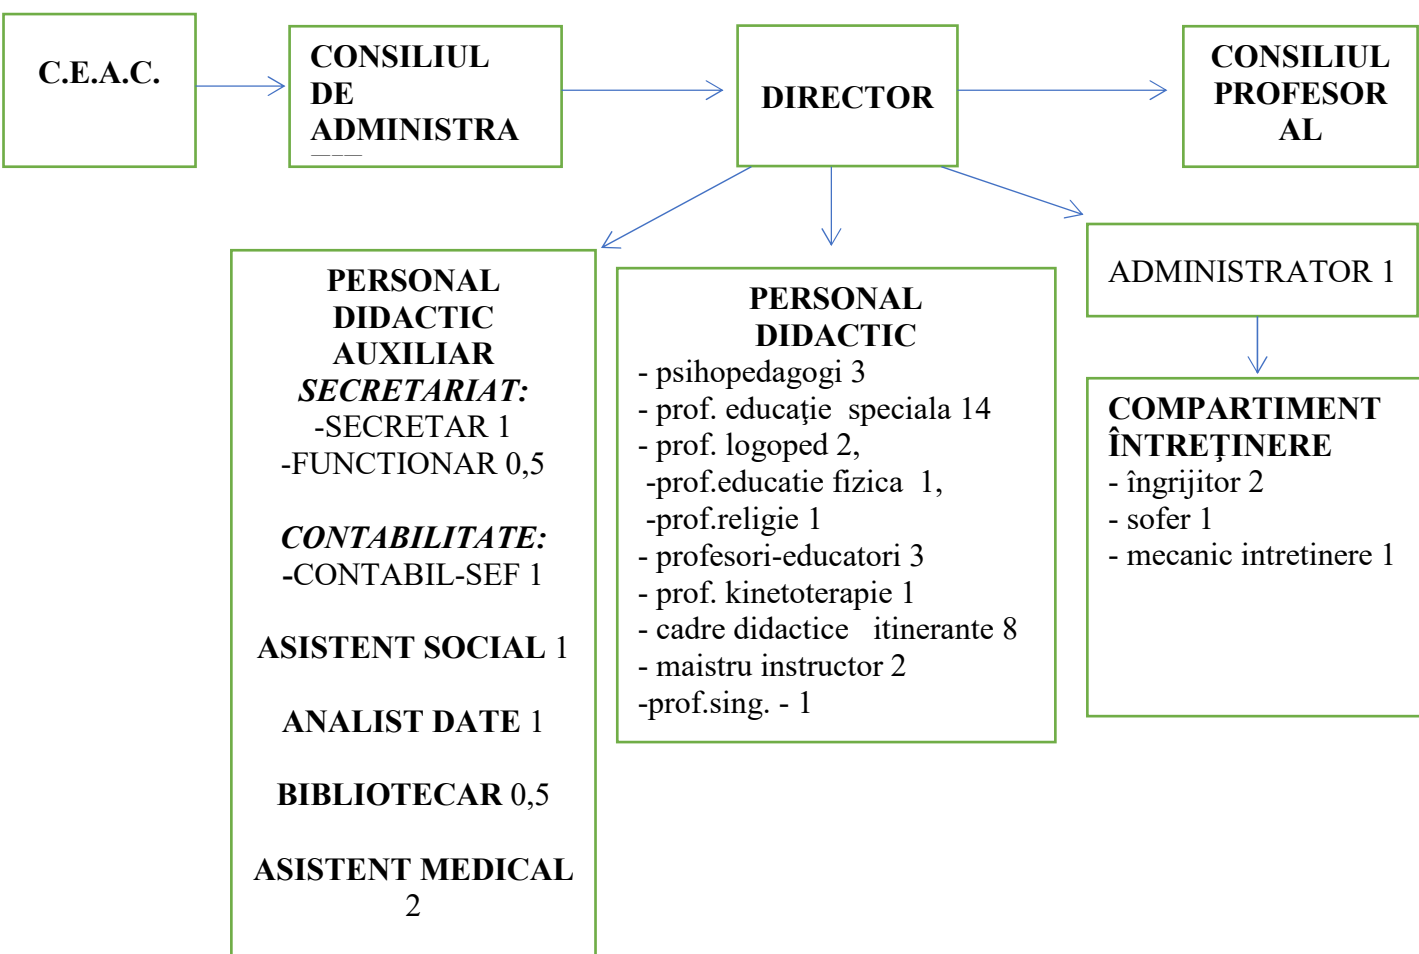 C.E.A.C.
CONSILIUL
DE
ADMINISTRA
DIRECTOR
CONSILIUL
PROFESOR
AL
PERSONAL
DIDACTIC
AUXILIAR
SECRETARIAT:
-SECRETAR 1
-FUNCTIONAR 0,5
CONTABILITATE:
-CONTABIL-SEF 1
ASISTENT SOCIAL 1
ANALIST DATE 1
BIBLIOTECAR 0,5
ASISTENT MEDICAL
2
PERSONAL
DIDACTIC
- psihopedagogi 3
- prof. educaţie speciala 14
- prof. logoped 2,
-prof.educatie fizica 1,
-prof.religie 1
- profesori-educatori 3
- prof. kinetoterapie 1
- cadre didactice itinerante 8
- maistru instructor 2
-prof.sing. - 1
ADMINISTRATOR 1
COMPARTIMENT
ÎNTREŢINERE
- îngrijitor 2
- sofer 1
- mecanic intretinere 1